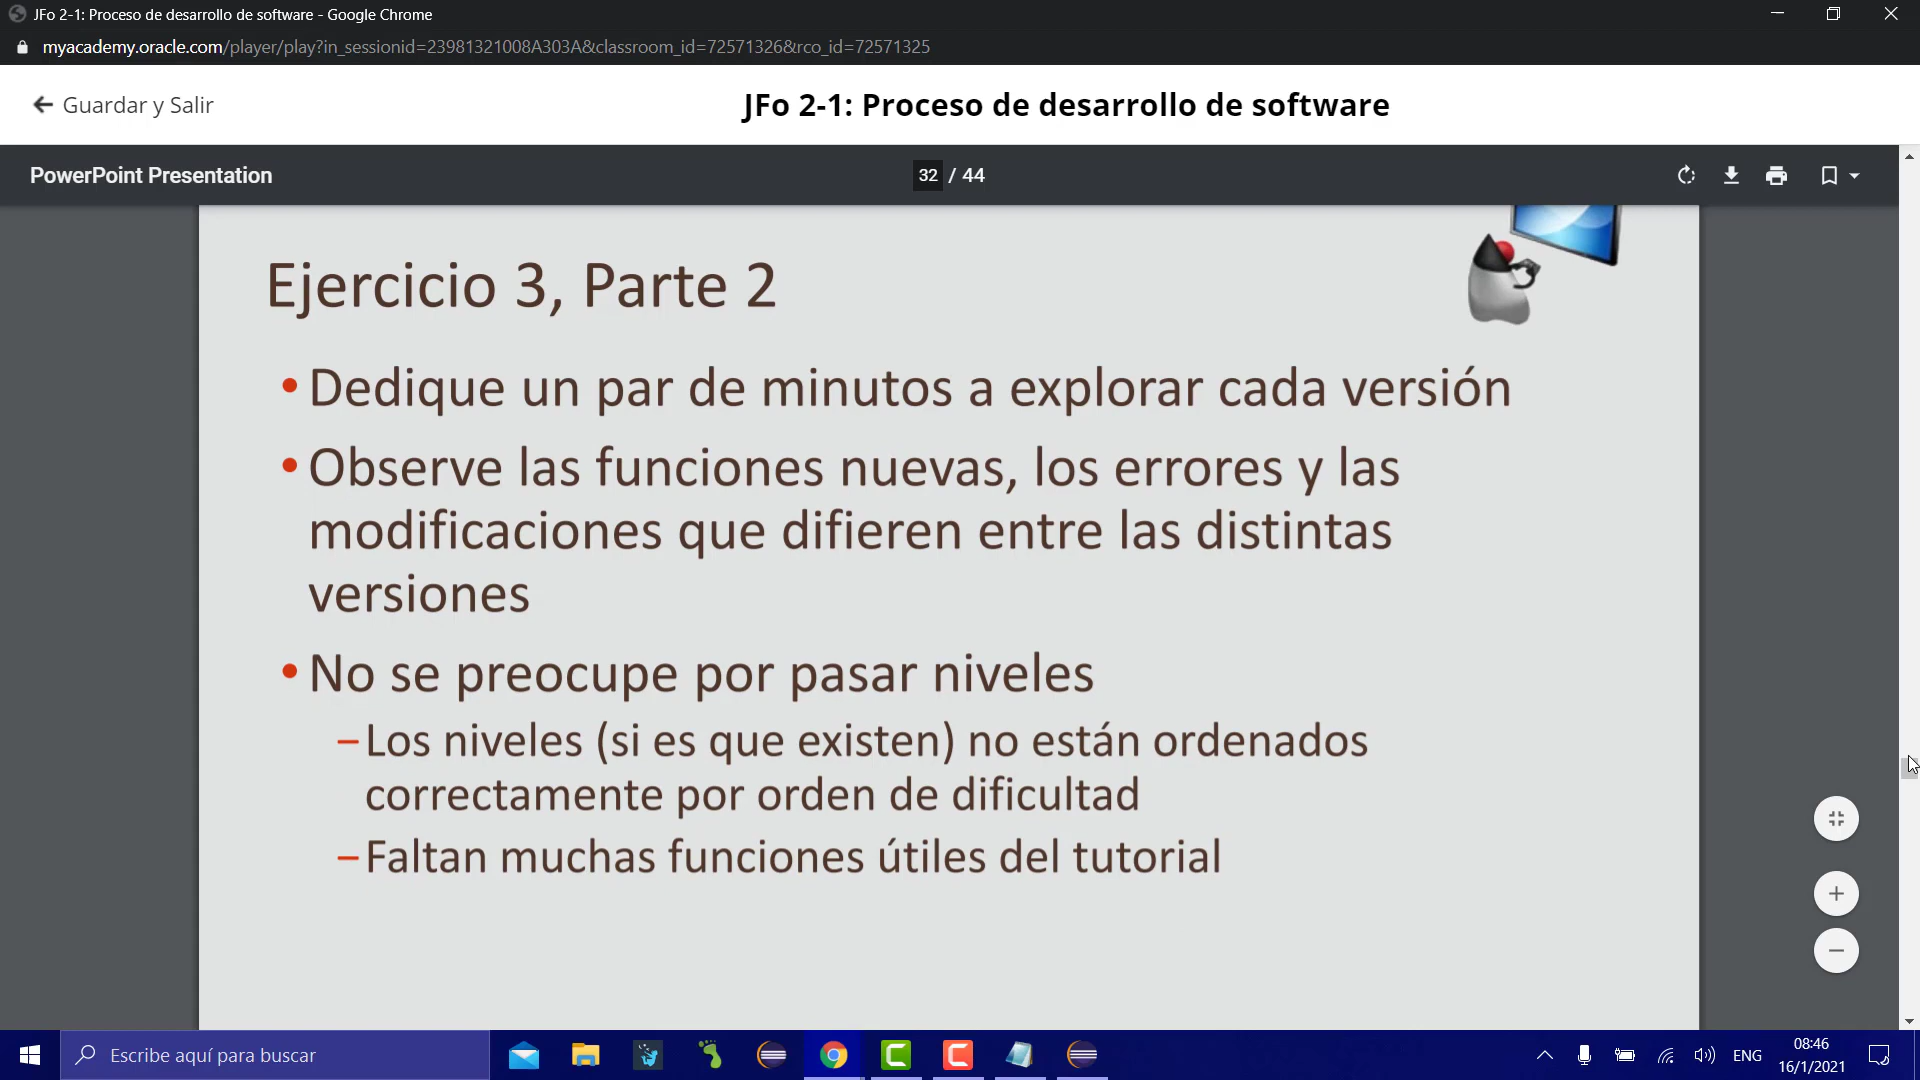 JFo 2-1: Proceso de desarrollo de software - Google Chrome
myacademy.oracle.com/player/play?in_sessionid=23981321008A303A&classroom_id=72571326&rco_id=72571325
Guardar y Salir
JFo 2-1: Proceso de desarrollo de software
PowerPoint Presentation
32 / 44
Ejercicio 3, Parte 2
•Dedique un par de minutos a explorar cada versión
•Observe las funciones nuevas, los errores y las
modificaciones que difieren entre las distintas
versiones
•No se preocupe por pasar niveles
–Los niveles (si es que existen) no están ordenados
correctamente por orden de dificultad
–Faltan muchas funciones útiles del tutorial
Escribe aquí para buscar
ENG
08:46
16/1/2021